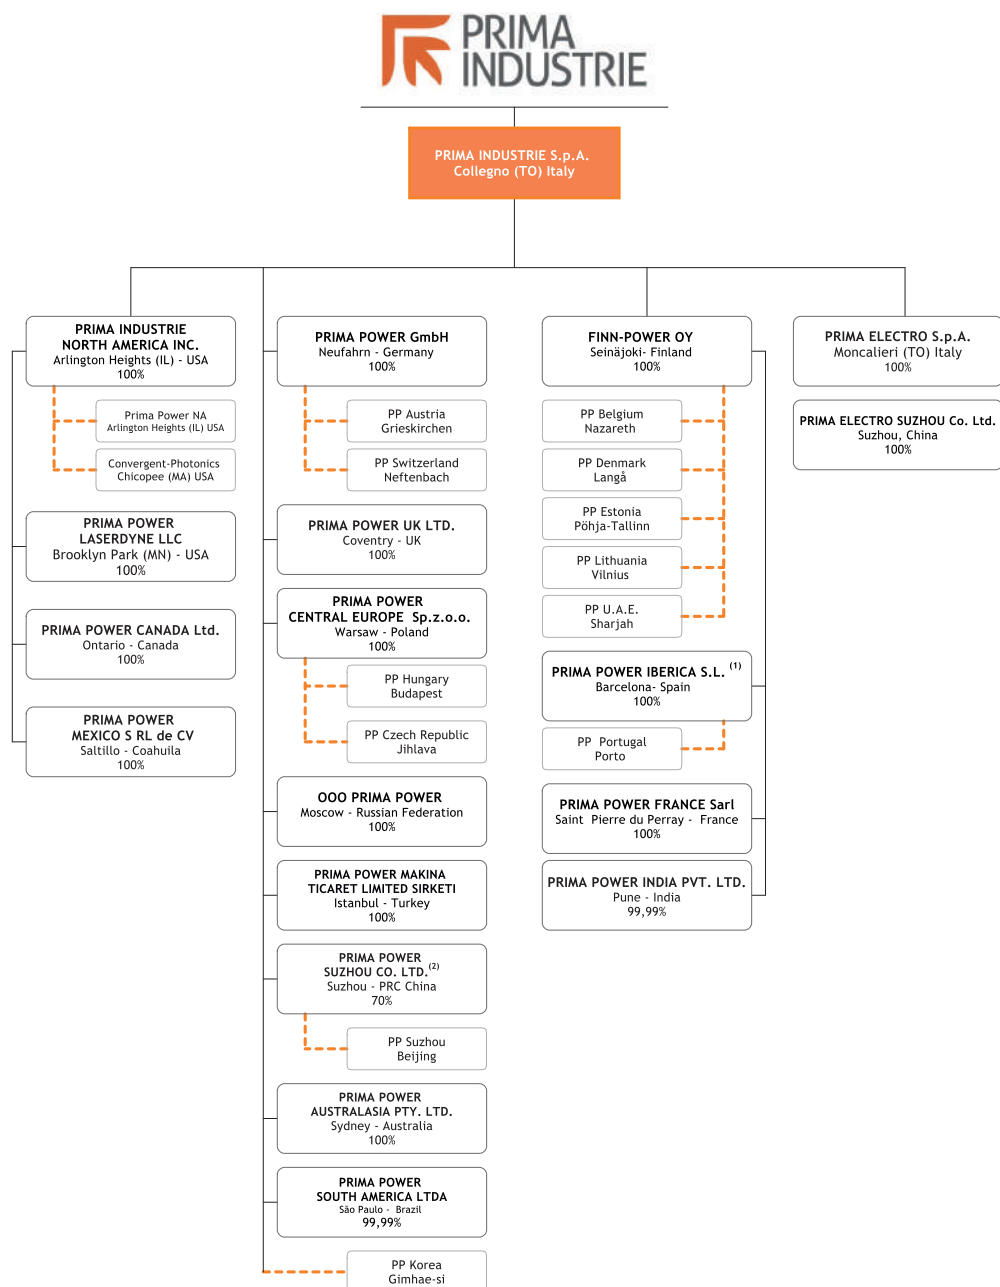 PRIMA
INDUSTRIE
PRIMA INDUSTRIE S.p.A.
Collegno (TO) Italy
PRIMA INDUSTRIE
NORTH AMERICA INC.
Arlington Heights (IL) - USA
100%
Prima Power NA
Arlington Heights (IL) USA
Convergent-Photonics
Chicopee (MA) USA
PRIMA POWER
LASERDYNE LLC
Brooklyn Park (MN) - USA
100%
PRIMA POWER CANADA Ltd.
Ontario - Canada
100%
PRIMA POWER
MEXICO S RL de CV
Saltillo - Coahuila
100%
PRIMA POWER GmbH
Neufahrn - Germany
100%
PP Austria
Grieskirchen
PP Switzerland
Neftenbach
PRIMA POWER UK LTD.
Coventry - UK
100%
PRIMA POWER
CENTRAL EUROPE Sp.z.o.o.
Warsaw - Poland
100%
PP Hungary
Budapest
PP Czech Republic
Jihlava
OOO PRIMA POWER
Moscow - Russian Federation
100%
PRIMA POWER MAKINA
TICARET LIMITED SIRKETI
Istanbul - Turkey
100%
PRIMA POWER
SUZHOU CO. LTD.(2)
Suzhou - PRC China
70%
PP Suzhou
Beijing
PRIMA POWER
AUSTRALASIA PTY. LTD.
Sydney - Australia
100%
PRIMA POWER
SOUTH AMERICA LTDA
São Paulo - Brazil
99,99%
PP Korea
Gimhae-si
FINN-POWER OY
Seinäjoki- Finland
100%
PP Belgium
Nazareth
PP Denmark
Langå
PP Estonia
Pöhja-Tallinn
PP Lithuania
Vilnius
PP U.A.E.
Sharjah
PRIMA POWER IBERICA S.L. (1)
Barcelona- Spain
100%
PP Portugal
Porto
PRIMA POWER FRANCE Sarl
Saint Pierre du Perray - France
100%
PRIMA POWER INDIA PVT. LTD.
Pune - India
99,99%
PRIMA ELECTRO S.p.A.
Moncalieri (TO) Italy
100%
PRIMA ELECTRO SUZHOU Co. Ltd.
Suzhou, China
100%